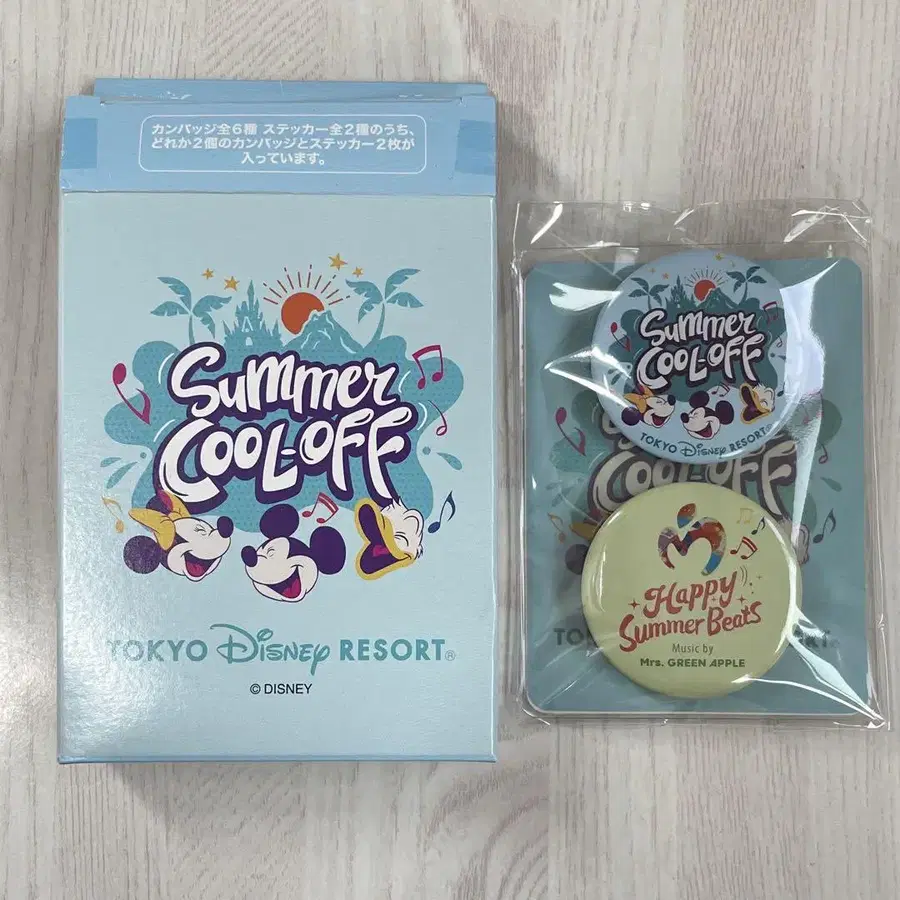 カンバッジ全6種 ステッカー全2種のうち、
どれか2個のカンバッジとステッカー2枚が
入っています。
Summer
COOL-OFF
TOKYO Disney RESORT®
© DISNEY
Summer
COOL-OFF
TOKYO Disney RESORT®
COOL-OFF
Happy
Summer Beats
Music by
Mrs. GREEN APPLE